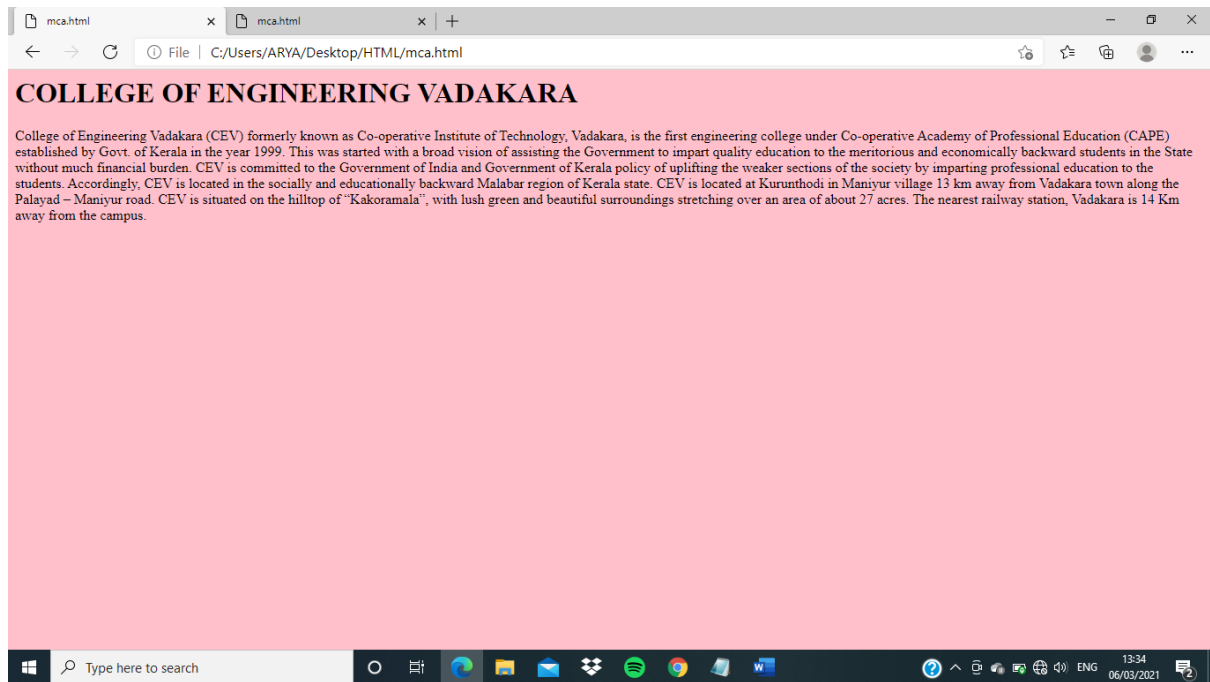 mca.html
mca.html
File | C:/Users/ARYA/Desktop/HTML/mca.html
COLLEGE OF ENGINEERING VADAKARA
College of Engineering Vadakara (CEV) formerly known as Co-operative Institute of Technology, Vadakara, is the first engineering college under Co-operative Academy of Professional Education (CAPE)
established by Govt. of Kerala in the year 1999. This was started with a broad vision of assisting the Government to impart quality education to the meritorious and economically backward students in the State
without much financial burden. CEV is committed to the Government of India and Government of Kerala policy of uplifting the weaker sections of the society by imparting professional education to the
students. Accordingly, CEV is located in the socially and educationally backward Malabar region of Kerala state. CEV is located at Kurunthodi in Maniyur village 13 km away from Vadakara town along the
Palayad – Maniyur road. CEV is situated on the hilltop of “Kakoramala”, with lush green and beautiful surroundings stretching over an area of about 27 acres. The nearest railway station, Vadakara is 14 Km
away from the campus.
Type here to search
ENG
13:34
06/03/2021
2